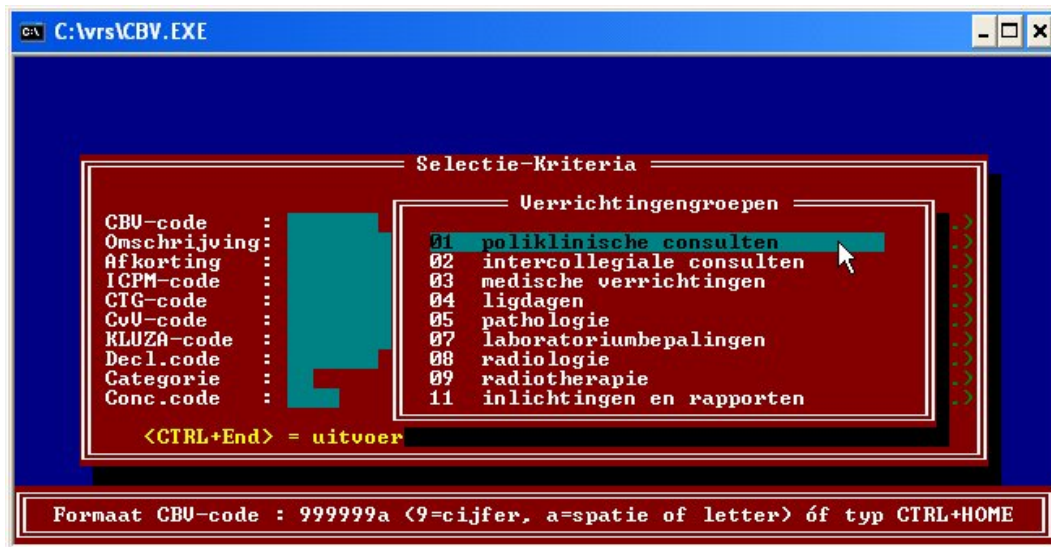 C:\vrs\CBV.EXE
Selectie-Kriteria
Verrichtingengroepen
CBV-code :
Omschrijving:
Afkorting :
ICPM-code :
CTG-code :
CvV-code :
KLUZA-code :
Decl.code :
Categorie :
Conc.code :
01 poliklinische consulten
02 intercollegiale consulten
03 medische verrichtingen
04 ligdagen
05 pathologie
07 laboratoriumbepalingen
08 radiologie
09 radiotherapie
11 inlichtingen en rapporten
<CTRL+End> = uitvoer
Formaat CBV-code : 999999a (9=cijfer, a=spatie of letter) óf typ CTRL+HOME